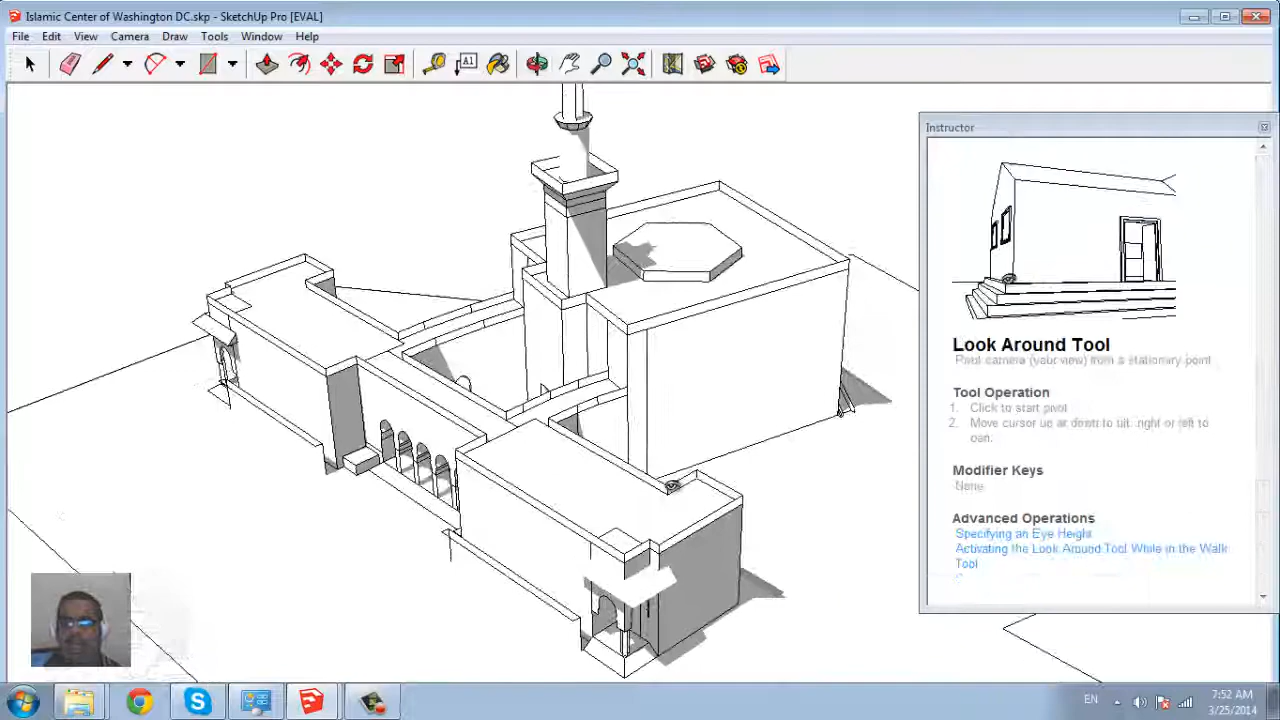 Islamic Center of Washington DC.skp - SketchUp Pro [EVAL]
File Edit View Camera Draw Tools Window Help
A1
Instructor
Look Around Tool
Pivot camera (your view) from a stationary point
Tool Operation
1. Click to start pivot
2. Move cursor up or down to tilt, right or left to
pan.
Modifier Keys
None
Advanced Operations
Specifying an Eye Height
Activating the Look Around Tool While in the Walk
Tool
EN
7:52 AM
3/25/2014